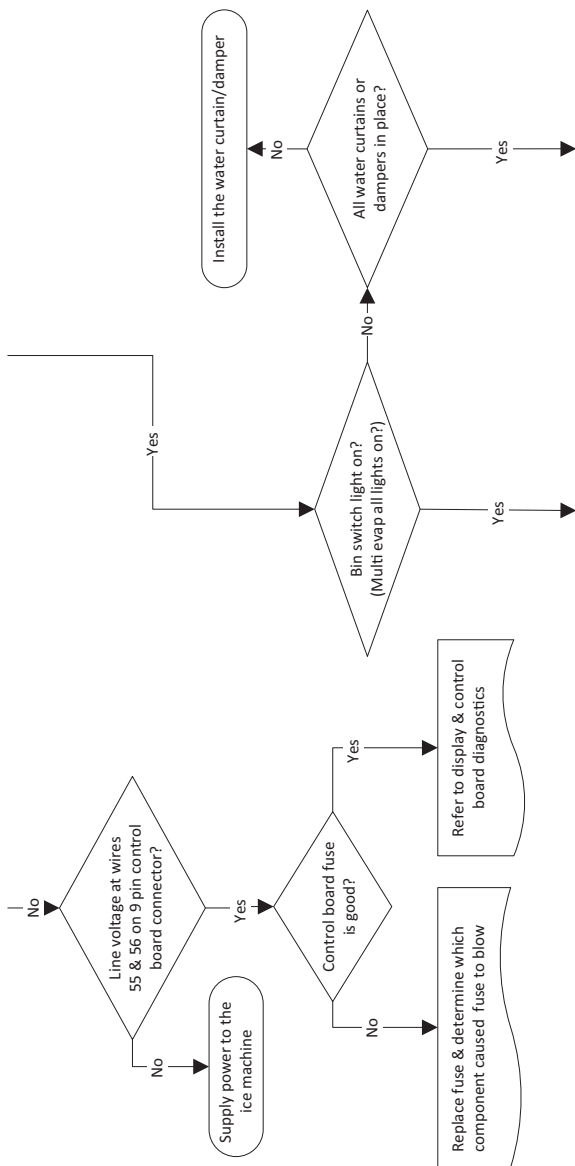 No
Line voltage at wires
55 & 56 on 9 pin control
board connector?
No
Supply power to the
ice machine
Yes
Control board fuse
is good?
No
Replace fuse & determine which
component caused fuse to blow
Yes
Refer to display & control
board diagnostics
Yes
Bin switch light on?
(Multi evap all lights on?)
Yes
No
All water curtains or
dampers in place?
No
Install the water curtain/damper
Yes